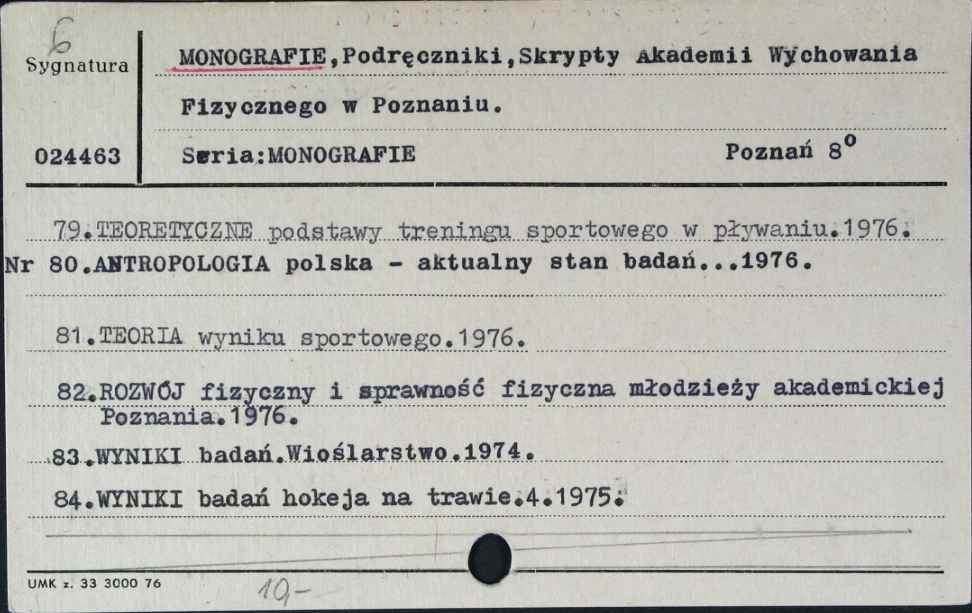 6
Sygnatura
MONOGRAFIE,Podręczniki,Skrypty Akademii Wychowania
Fizycznego w Poznaniu.
024463
Seria:MONOGRAFIE Poznań 8°
79.TEORETYCZNE podstawy treningu sportowego w pływaniu.1976.
Nr 80.ANTROPOLOGIA polska - aktualny stan badań...1976.
81.TEORIA wyniku sportowego.1976.
82.ROZWÓJ fizyczny i sprawność fizyczna młodzieży akademickiej
Poznania.1976.
83.WYNIKI badań.Wioślarstwo.1974.
84.WYNIKI badań hokeja na trawie.4.1975.
UMK z. 33 3000 76
10,-